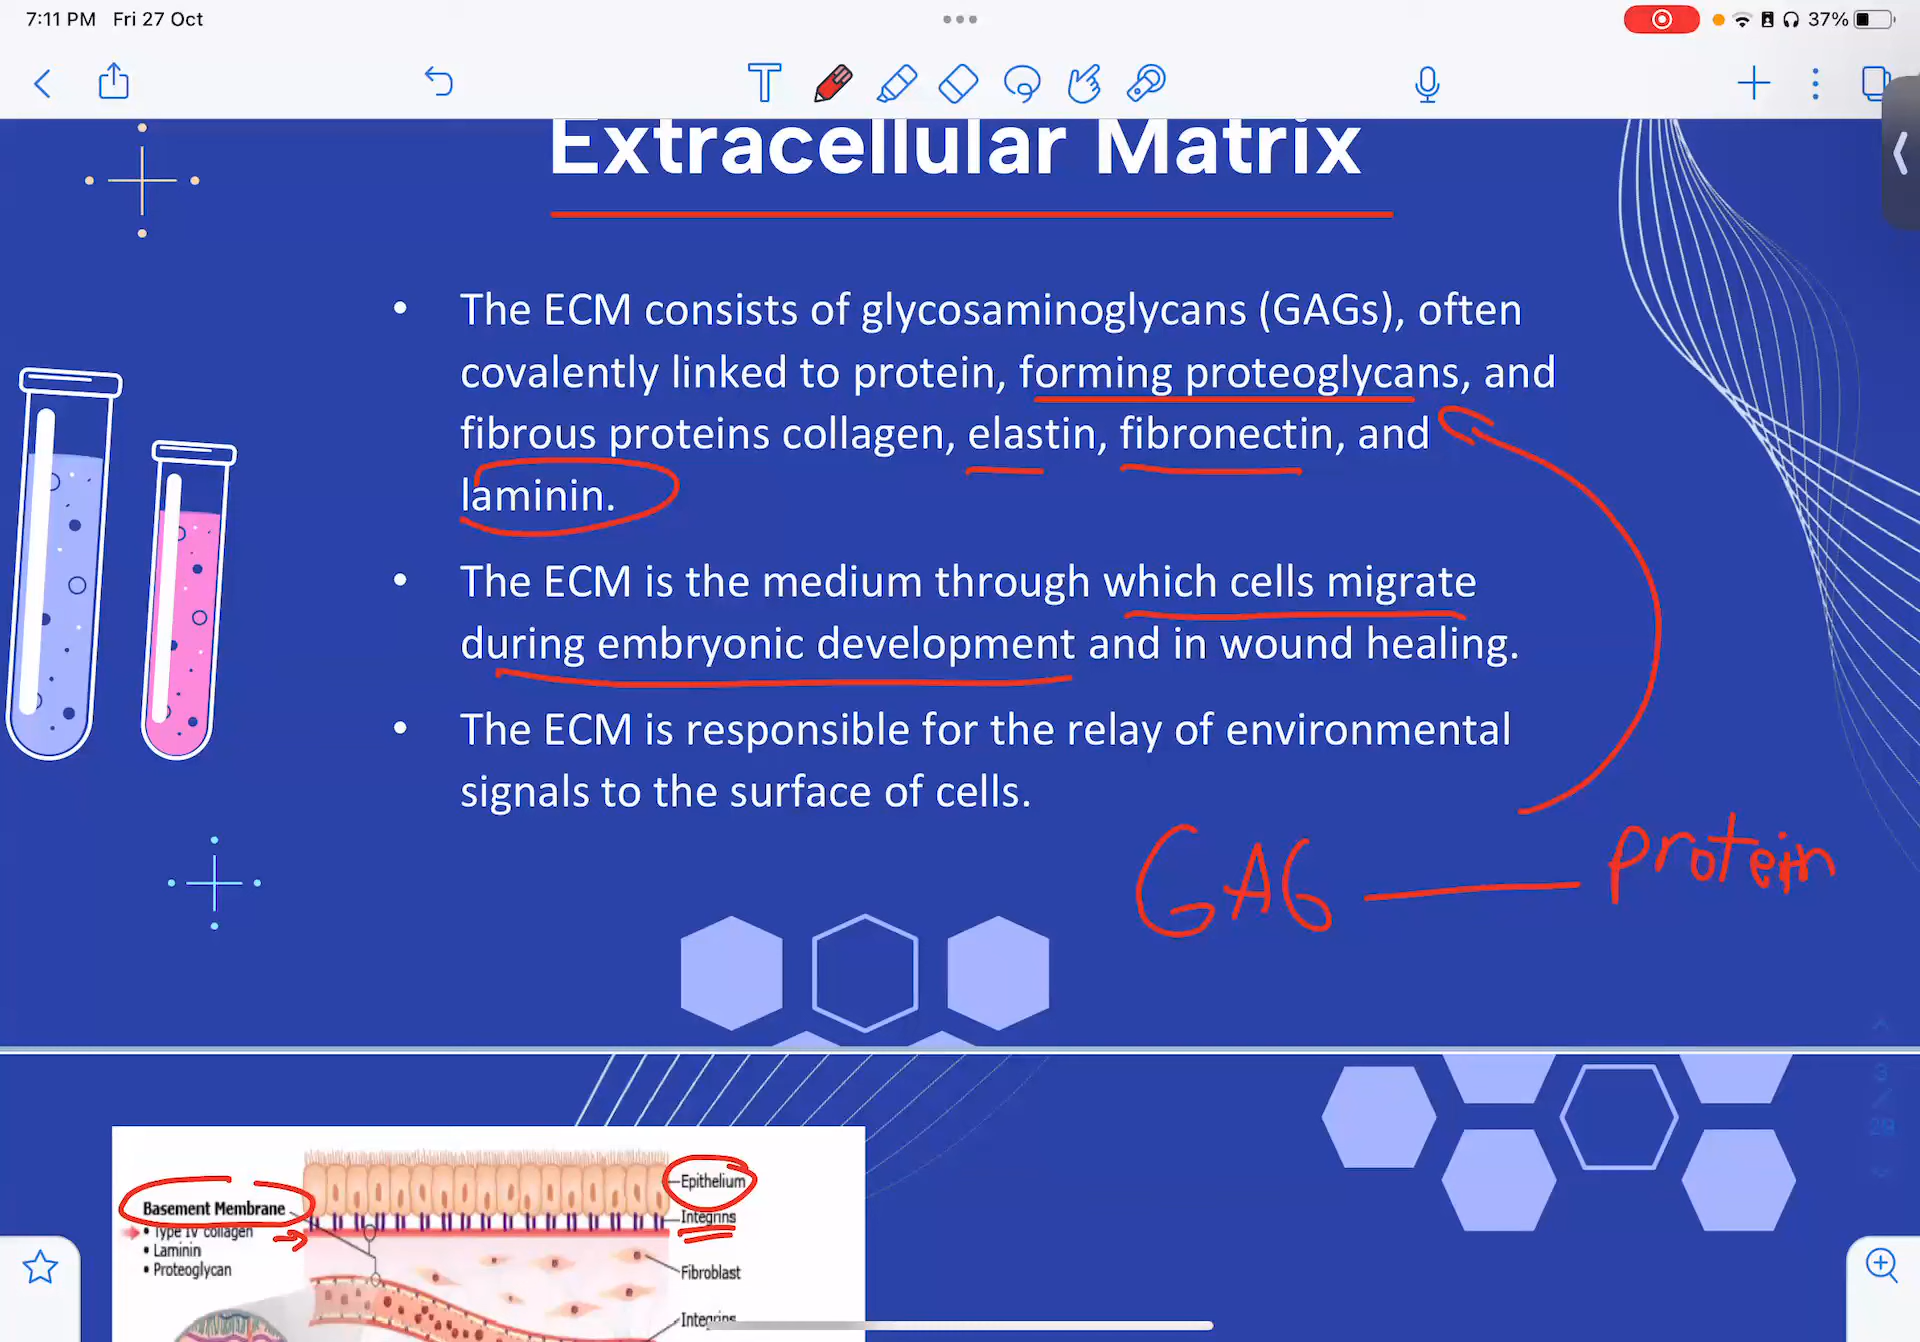 7:11 PM Fri 27 Oct
37%
Extracellular Matrix
• The ECM consists of glycosaminoglycans (GAGs), often
covalently linked to protein, forming proteoglycans, and
fibrous proteins collagen, elastin, fibronectin, and
laminin.
• The ECM is the medium through which cells migrate
during embryonic development and in wound healing.
• The ECM is responsible for the relay of environmental
signals to the surface of cells.
GAG — protein
3 / 29
Epithelium
Basement Membrane
Integrins
• Type IV collagen
• Laminin
• Proteoglycan
Fibroblast
Integrins